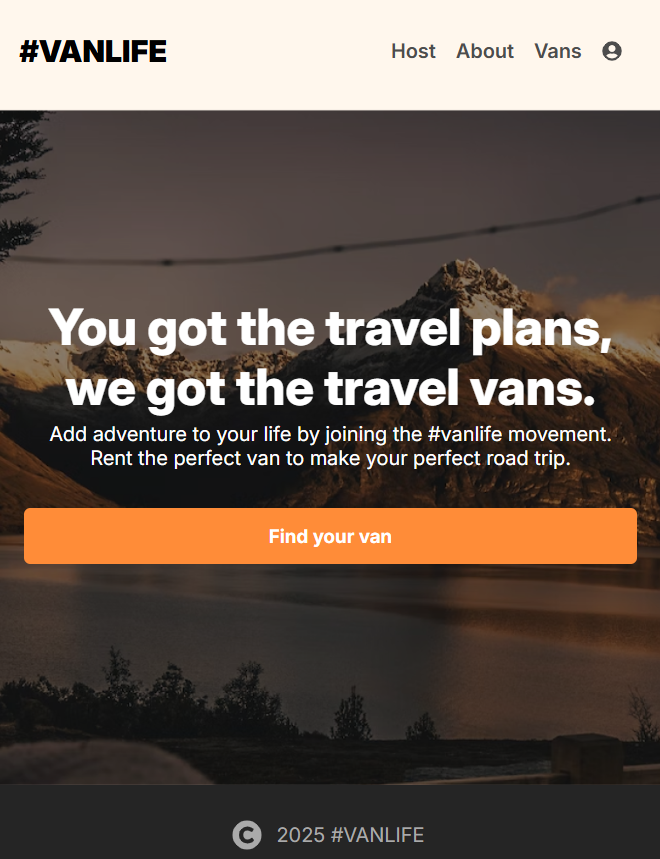 #VANLIFE
Host About Vans
You got the travel plans,
we got the travel vans.
Add adventure to your life by joining the #vanlife movement.
Rent the perfect van to make your perfect road trip.
Find your van
© 2025 #VANLIFE